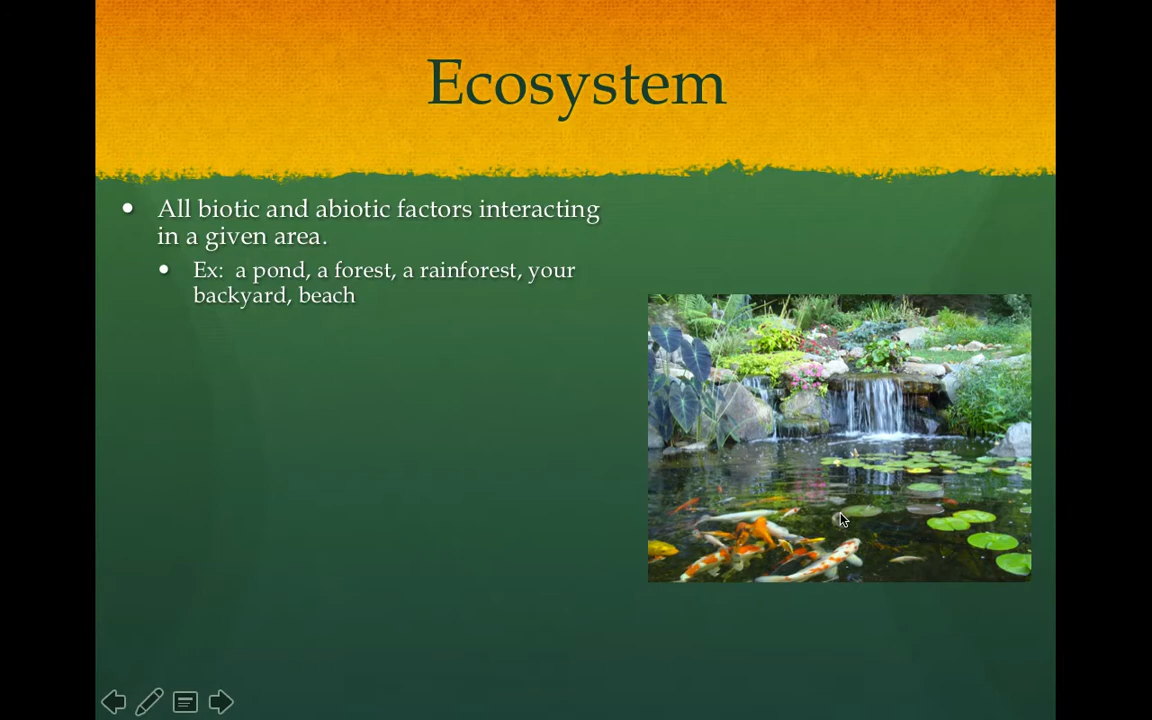 Ecosystem
All biotic and abiotic factors interacting
in a given area.
Ex:  a pond, a forest, a rainforest, your
backyard, beach